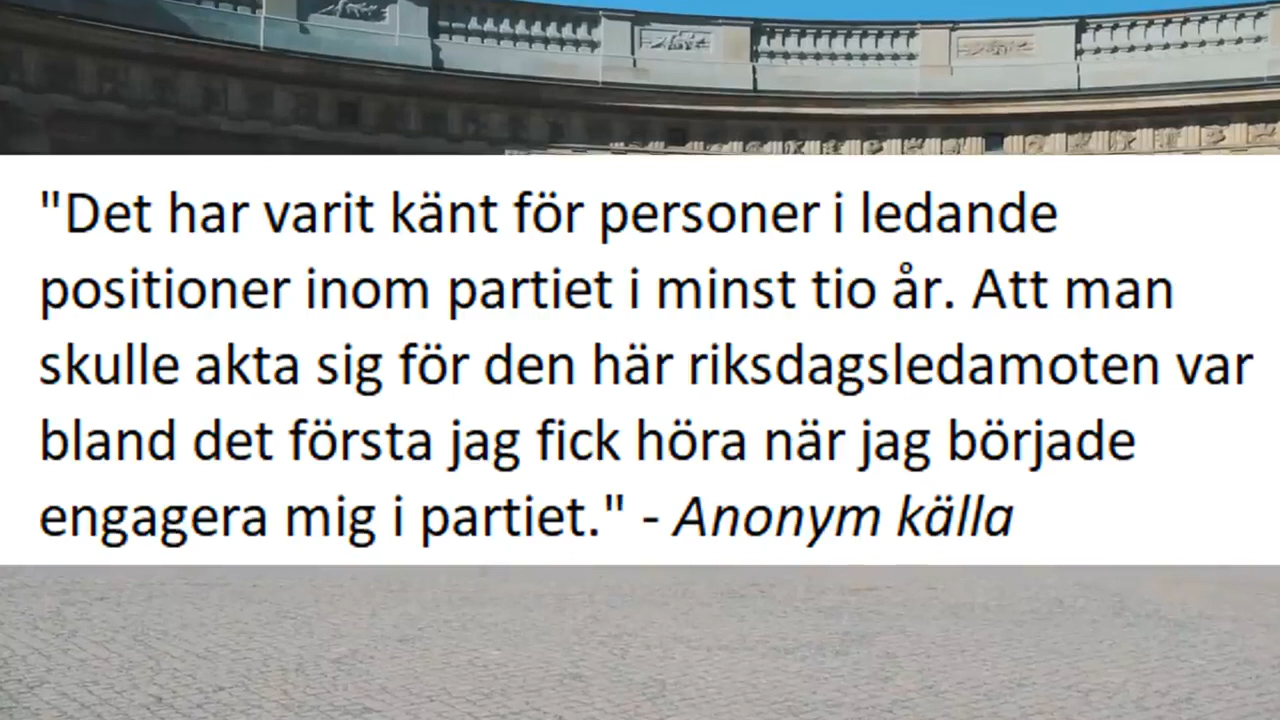 "Det har varit känt för personer i ledande
positioner inom partiet i minst tio år. Att man
skulle akta sig för den här riksdagsledamoten var
bland det första jag fick höra när jag började
engagera mig i partiet." - Anonym källa